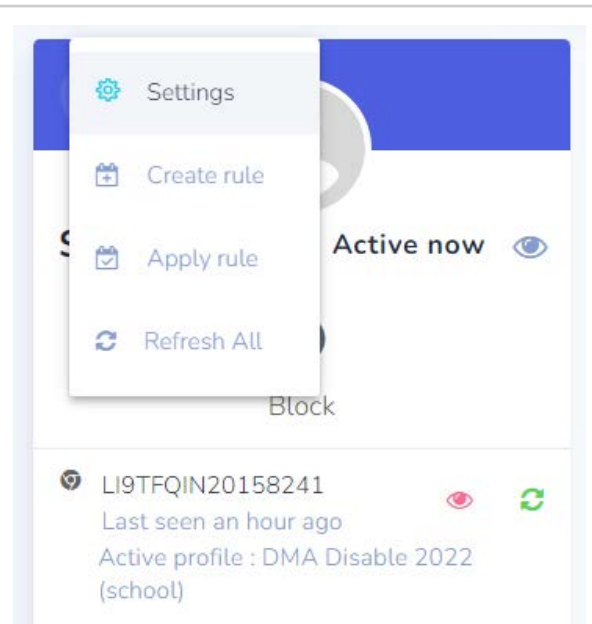 Settings
Create rule
Apply rule
Active now
Refresh All
Block
LI9TFQIN20158241
Last seen an hour ago
Active profile : DMA Disable 2022
(school)